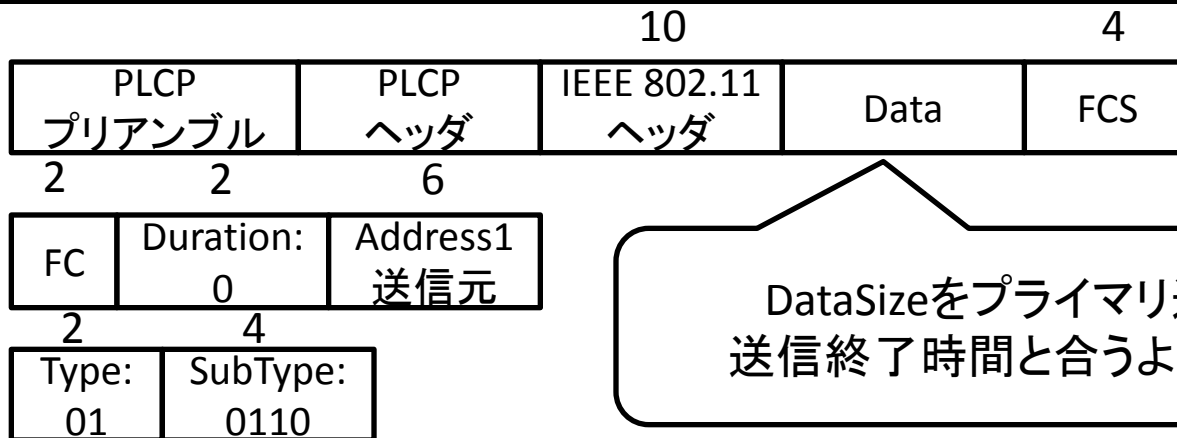 10 4
PLCP
プリアンブル
PLCP
ヘッダ
IEEE 802.11
ヘッダ
Data
FCS
2 2 6
FC
Duration:
0
Address1
送信元
2 4
Type:
01
SubType:
0110
DataSizeをプライマリ
送信終了時間と合うよ